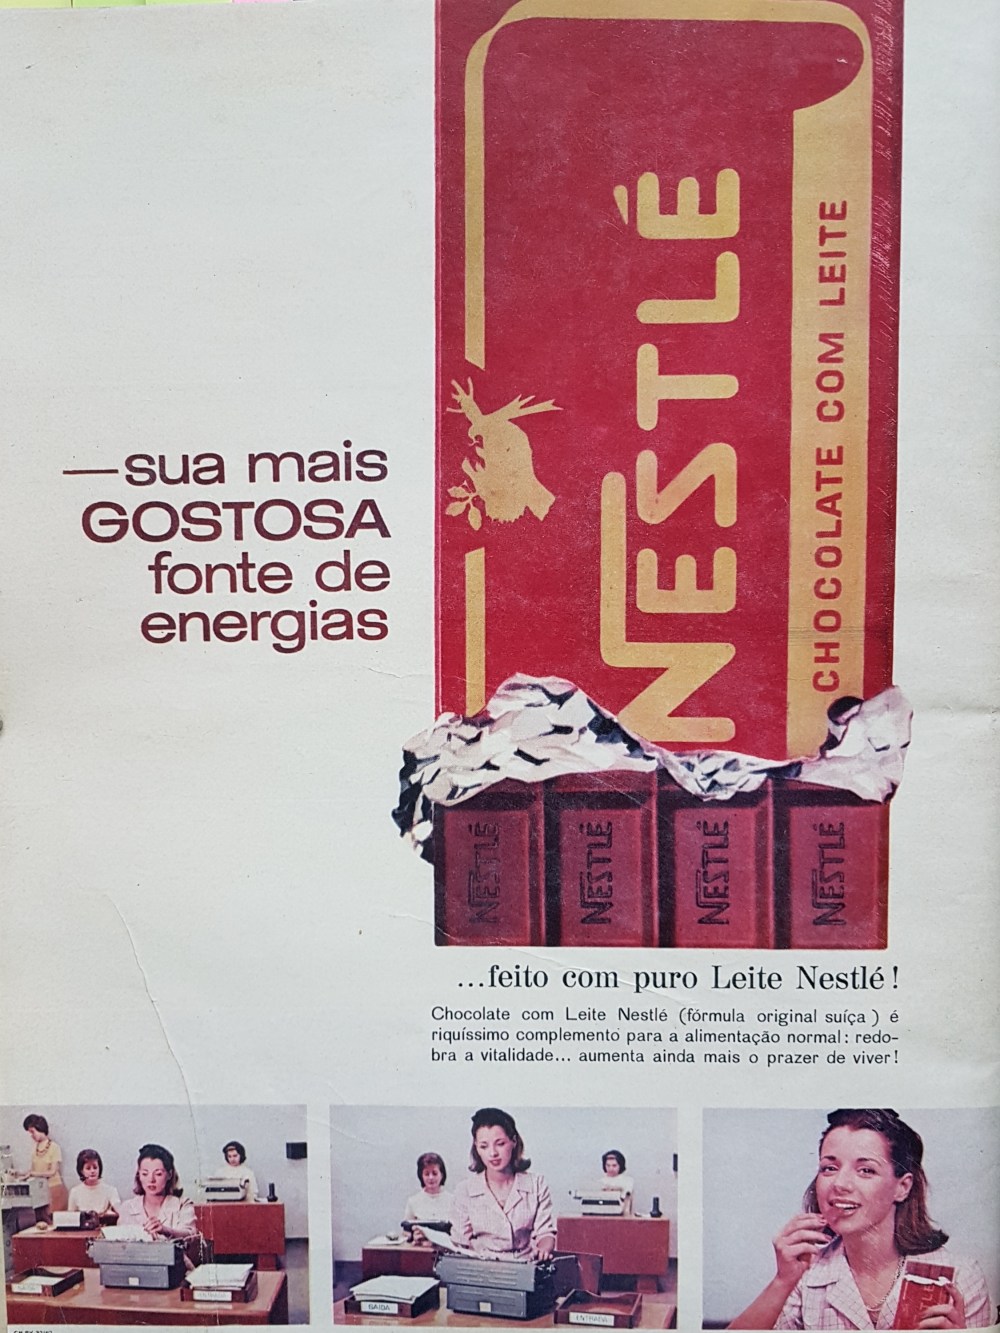 NESTLÉ
CHOCOLATE COM LEITE
—sua mais
GOSTOSA
fonte de
energias
NESTLÉ
NESTLÉ
NESTLÉ
NESTLÉ
...feito com puro Leite Nestlé!
Chocolate com Leite Nestlé (fórmula original suíça ) é
riquíssimo complemento para a alimentação normal: redo-
bra a vitalidade... aumenta ainda mais o prazer de viver!
SAIDA
ENTRADA
SAIDA
ENTRADA